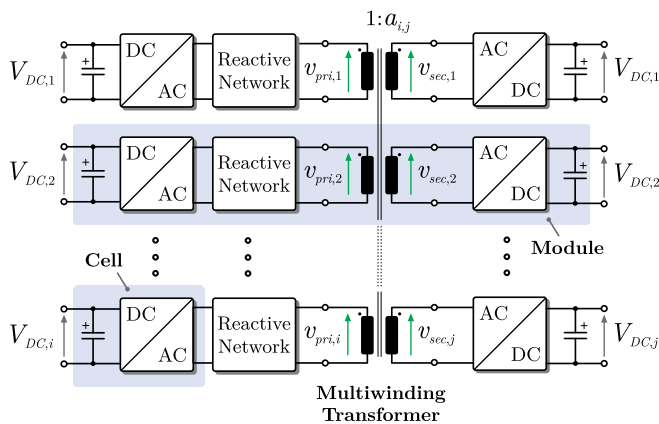 1:a_{i,j}
V_{DC,1} + DC AC Reactive Network v_{pri,1} v_{sec,1} AC DC + V_{DC,1}
V_{DC,2} + DC AC Reactive Network v_{pri,2} v_{sec,2} AC DC + V_{DC,2}
Module
Cell
V_{DC,i} + DC AC Reactive Network v_{pri,i} v_{sec,j} AC DC + V_{DC,j}
Multiwinding
Transformer